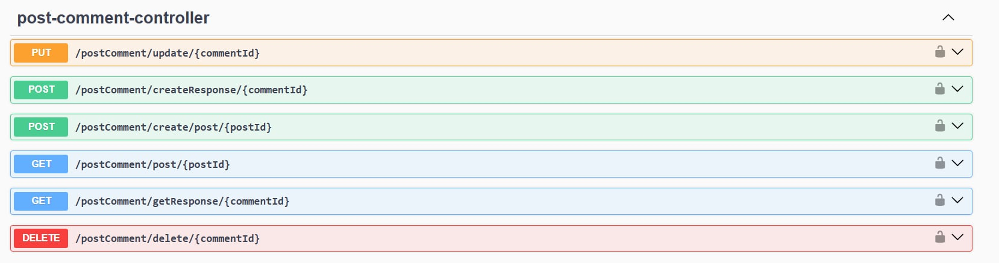 post-comment-controller
PUT /postComment/update/{commentId}
POST /postComment/createResponse/{commentId}
POST /postComment/create/post/{postId}
GET /postComment/post/{postId}
GET /postComment/getResponse/{commentId}
DELETE /postComment/delete/{commentId}